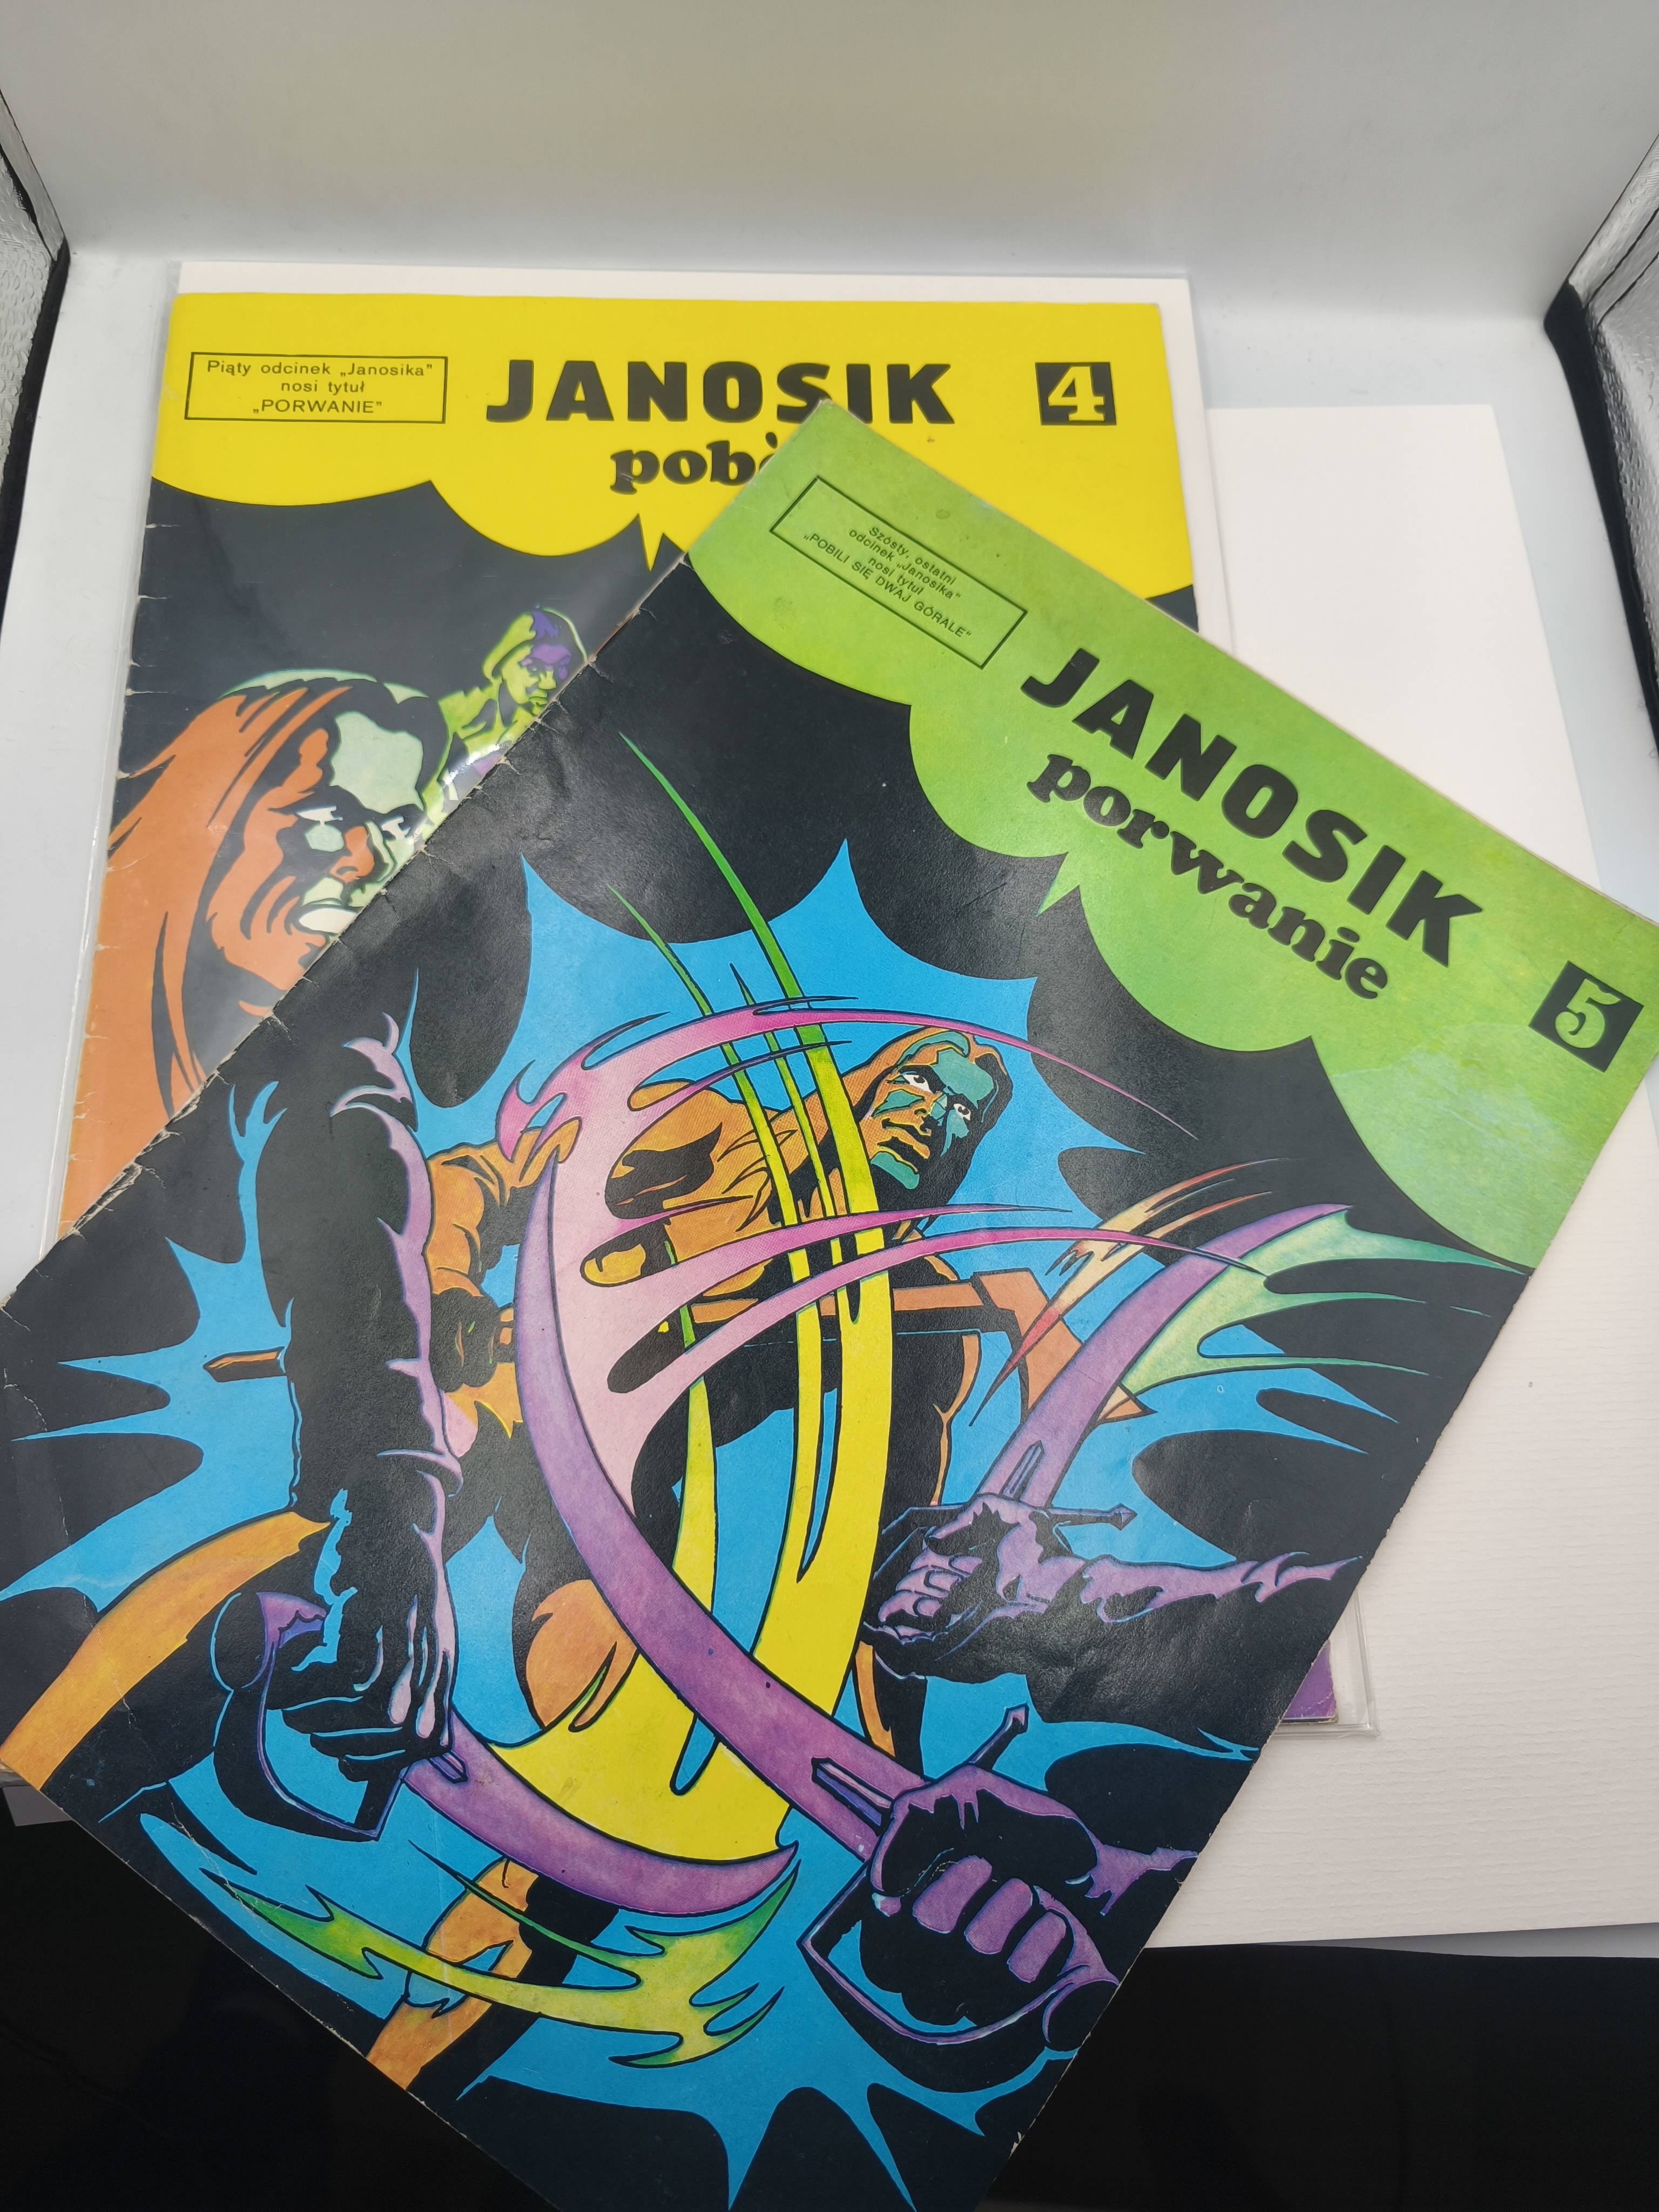 Piąty odcinek „Janosika”
nosi tytuł
„PORWANIE”
JANOSIK
4
Szósty, ostatni
odcinek „Janosika”
nosi tytuł
„POBILI SIĘ DWAJ GÓRALE”
JANOSIK
porwanie
5